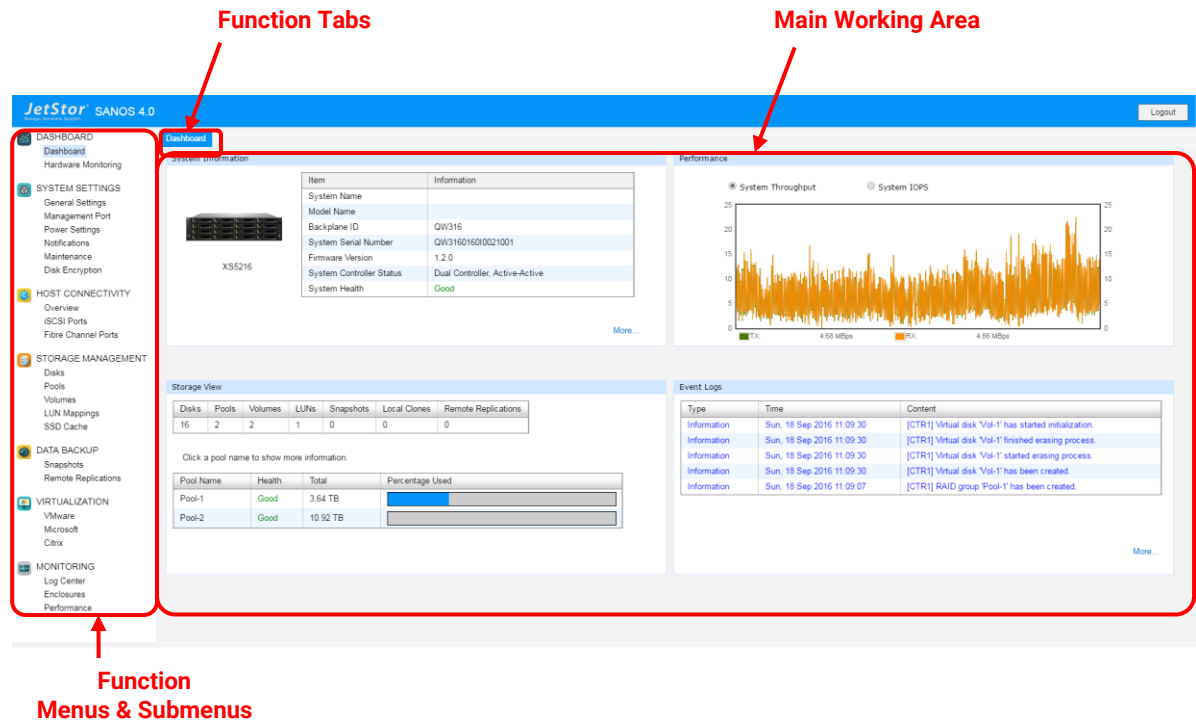 Function Tabs
Main Working Area
JetStor SANOS 4.0
Logout
DASHBOARD
Dashboard
Hardware Monitoring
SYSTEM SETTINGS
General Settings
Management Port
Power Settings
Notifications
Maintenance
Disk Encryption
HOST CONNECTIVITY
Overview
iSCSI Ports
Fibre Channel Ports
STORAGE MANAGEMENT
Disks
Pools
Volumes
LUN Mappings
SSD Cache
DATA BACKUP
Snapshots
Remote Replications
VIRTUALIZATION
VMware
Microsoft
Citrix
MONITORING
Log Center
Enclosures
Performance
Dashboard
System Information
XS5216
Item Information
System Name
Model Name
Backplane ID QW316
System Serial Number QW3160160I0021001
Firmware Version 1.2.0
System Controller Status Dual Controller, Active-Active
System Health Good
More...
Performance
System Throughput System IOPS
25 25
20 20
15 15
10 10
5 5
0 0
TX: 4.68 MBps RX: 4.66 MBps
Storage View
Disks Pools Volumes LUNs Snapshots Local Clones Remote Replications
16 2 2 1 0 0 0
Click a pool name to show more information.
Pool Name Health Total Percentage Used
Pool-1 Good 3.64 TB
Pool-2 Good 10.92 TB
Event Logs
Type Time Content
Information Sun, 18 Sep 2016 11:09:30 [CTR1] Virtual disk 'Vol-1' has started initialization.
Information Sun, 18 Sep 2016 11:09:30 [CTR1] Virtual disk 'Vol-1' finished erasing process.
Information Sun, 18 Sep 2016 11:09:30 [CTR1] Virtual disk 'Vol-1' started erasing process.
Information Sun, 18 Sep 2016 11:09:30 [CTR1] Virtual disk 'Vol-1' has been created.
Information Sun, 18 Sep 2016 11:09:07 [CTR1] RAID group 'Pool-1' has been created.
More...
Function
Menus & Submenus